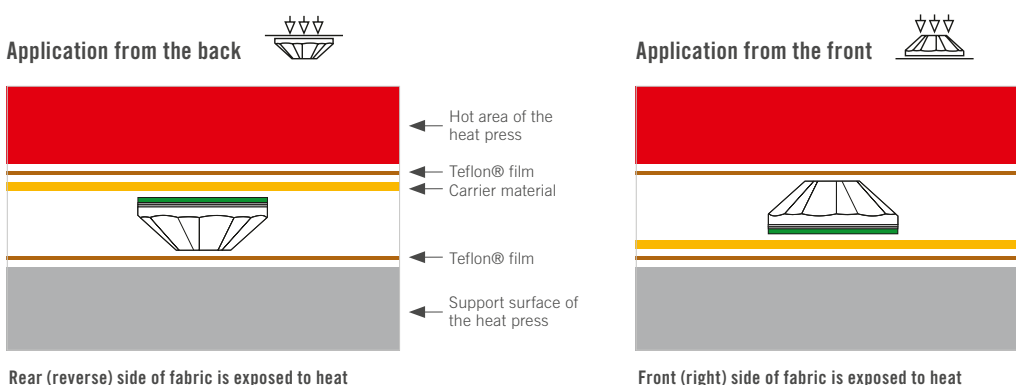 Application from the back
Application from the front
Hot area of the
heat press
Teflon® film
Carrier material
Teflon® film
Support surface of
the heat press
Rear (reverse) side of fabric is exposed to heat
Front (right) side of fabric is exposed to heat